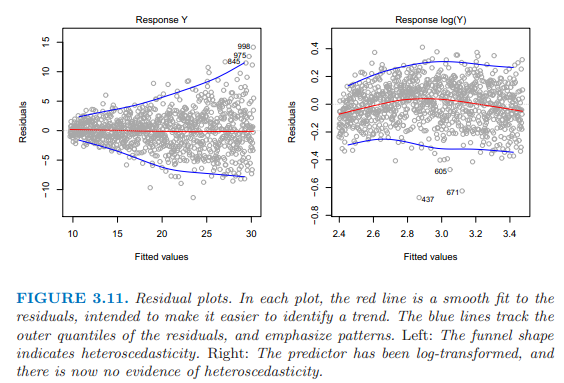 Response Y
Response log(Y)
Residuals
15
10
5
0
−5
−10
998
975
845
10
15
20
25
30
Fitted values
Residuals
0.4
0.2
0.0
−0.2
−0.4
−0.6
−0.8
605
671
437
2.4
2.6
2.8
3.0
3.2
3.4
Fitted values
FIGURE 3.11. Residual plots. In each plot, the red line is a smooth fit to the
residuals, intended to make it easier to identify a trend. The blue lines track the
outer quantiles of the residuals, and emphasize patterns. Left: The funnel shape
indicates heteroscedasticity. Right: The predictor has been log-transformed, and
there is now no evidence of heteroscedasticity.